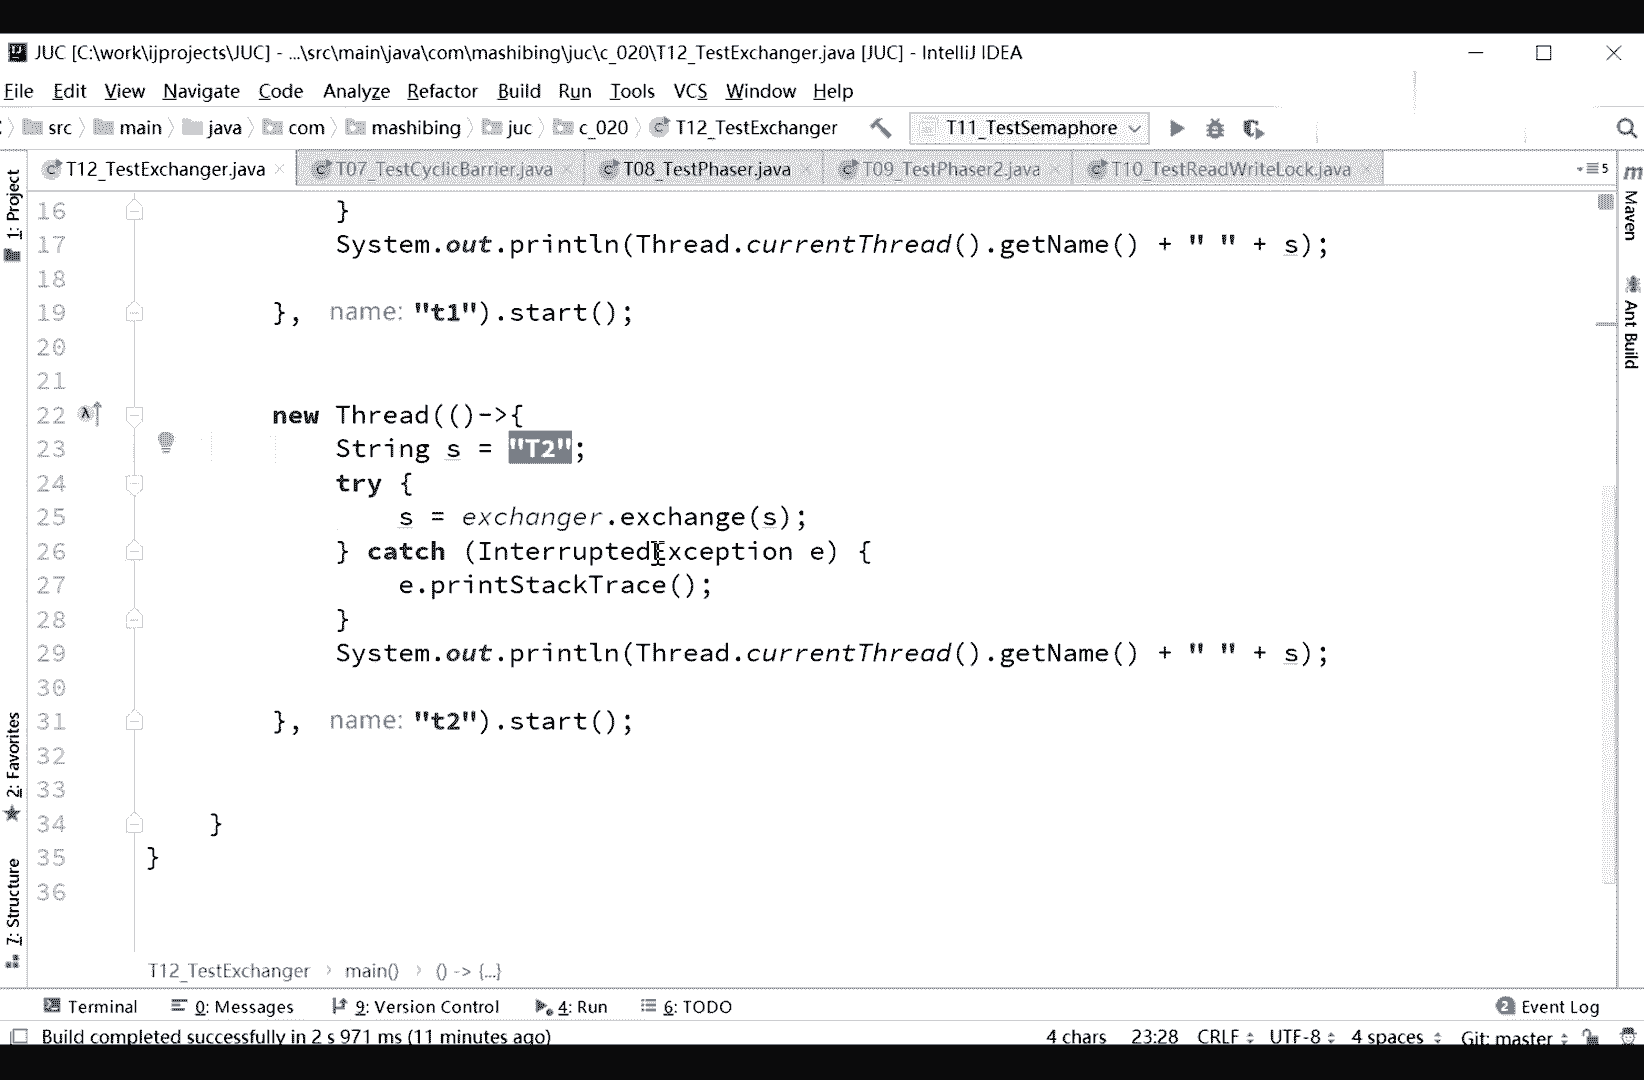 JUC [C:\work\ijprojects\JUC] - ...\src\main\java\com\mashibing\juc\c_020\T12_TestExchanger.java [JUC] - IntelliJ IDEA
File Edit View Navigate Code Analyze Refactor Build Run Tools VCS Window Help
src main java com mashibing juc c_020 T12_TestExchanger T11_TestSemaphore
T12_TestExchanger.java T07_TestCyclicBarrier.java T08_TestPhaser.java T09_TestPhaser2.java T10_TestReadWriteLock.java 5
1: Project
2: Favorites
7: Structure
16 }
17 System.out.println(Thread.currentThread().getName() + " " + s);
18
19 }, name: "t1").start();
20
21
22 new Thread(()->{
23 String s = "T2";
24 try {
25 s = exchanger.exchange(s);
26 } catch (InterruptedException e) {
27 e.printStackTrace();
28 }
29 System.out.println(Thread.currentThread().getName() + " " + s);
30
31 }, name: "t2").start();
32
33
34 }
35 }
36
m Maven
Ant Build
T12_TestExchanger › main() › () -> {...}
Terminal 0: Messages 9: Version Control 4: Run 6: TODO 2 Event Log
Build completed successfully in 2 s 971 ms (11 minutes ago) 4 chars 23:28 CRLF UTF-8 4 spaces Git: master